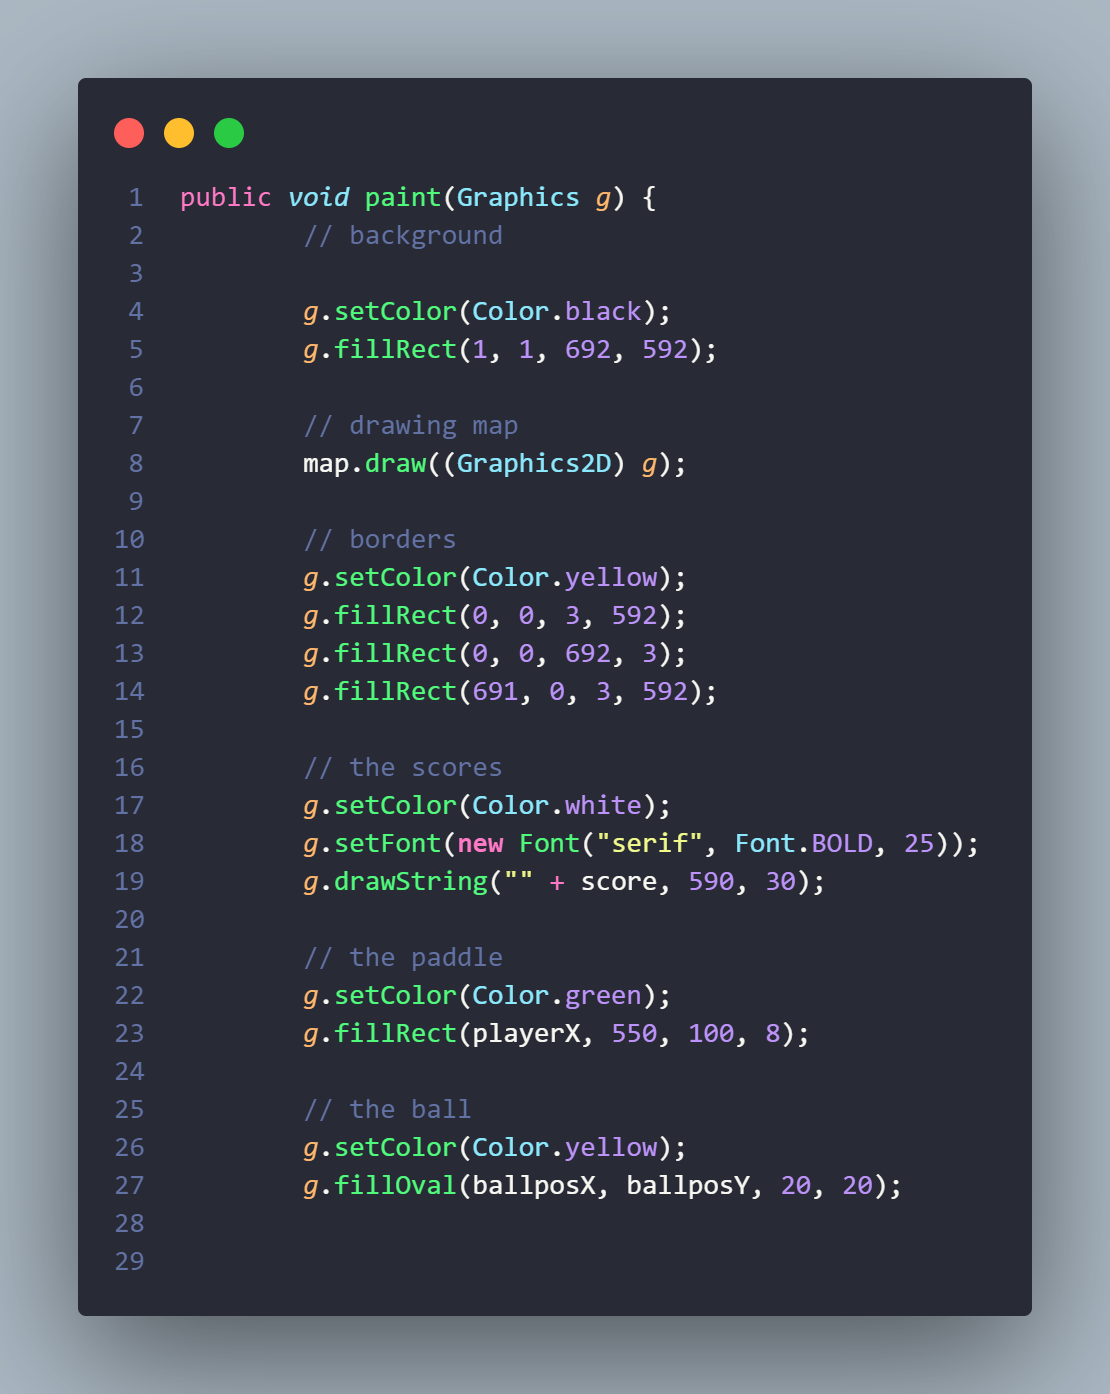 1 public void paint(Graphics g) {
2 // background
3
4 g.setColor(Color.black);
5 g.fillRect(1, 1, 692, 592);
6
7 // drawing map
8 map.draw((Graphics2D) g);
9
10 // borders
11 g.setColor(Color.yellow);
12 g.fillRect(0, 0, 3, 592);
13 g.fillRect(0, 0, 692, 3);
14 g.fillRect(691, 0, 3, 592);
15
16 // the scores
17 g.setColor(Color.white);
18 g.setFont(new Font("serif", Font.BOLD, 25));
19 g.drawString("" + score, 590, 30);
20
21 // the paddle
22 g.setColor(Color.green);
23 g.fillRect(playerX, 550, 100, 8);
24
25 // the ball
26 g.setColor(Color.yellow);
27 g.fillOval(ballposX, ballposY, 20, 20);
28
29